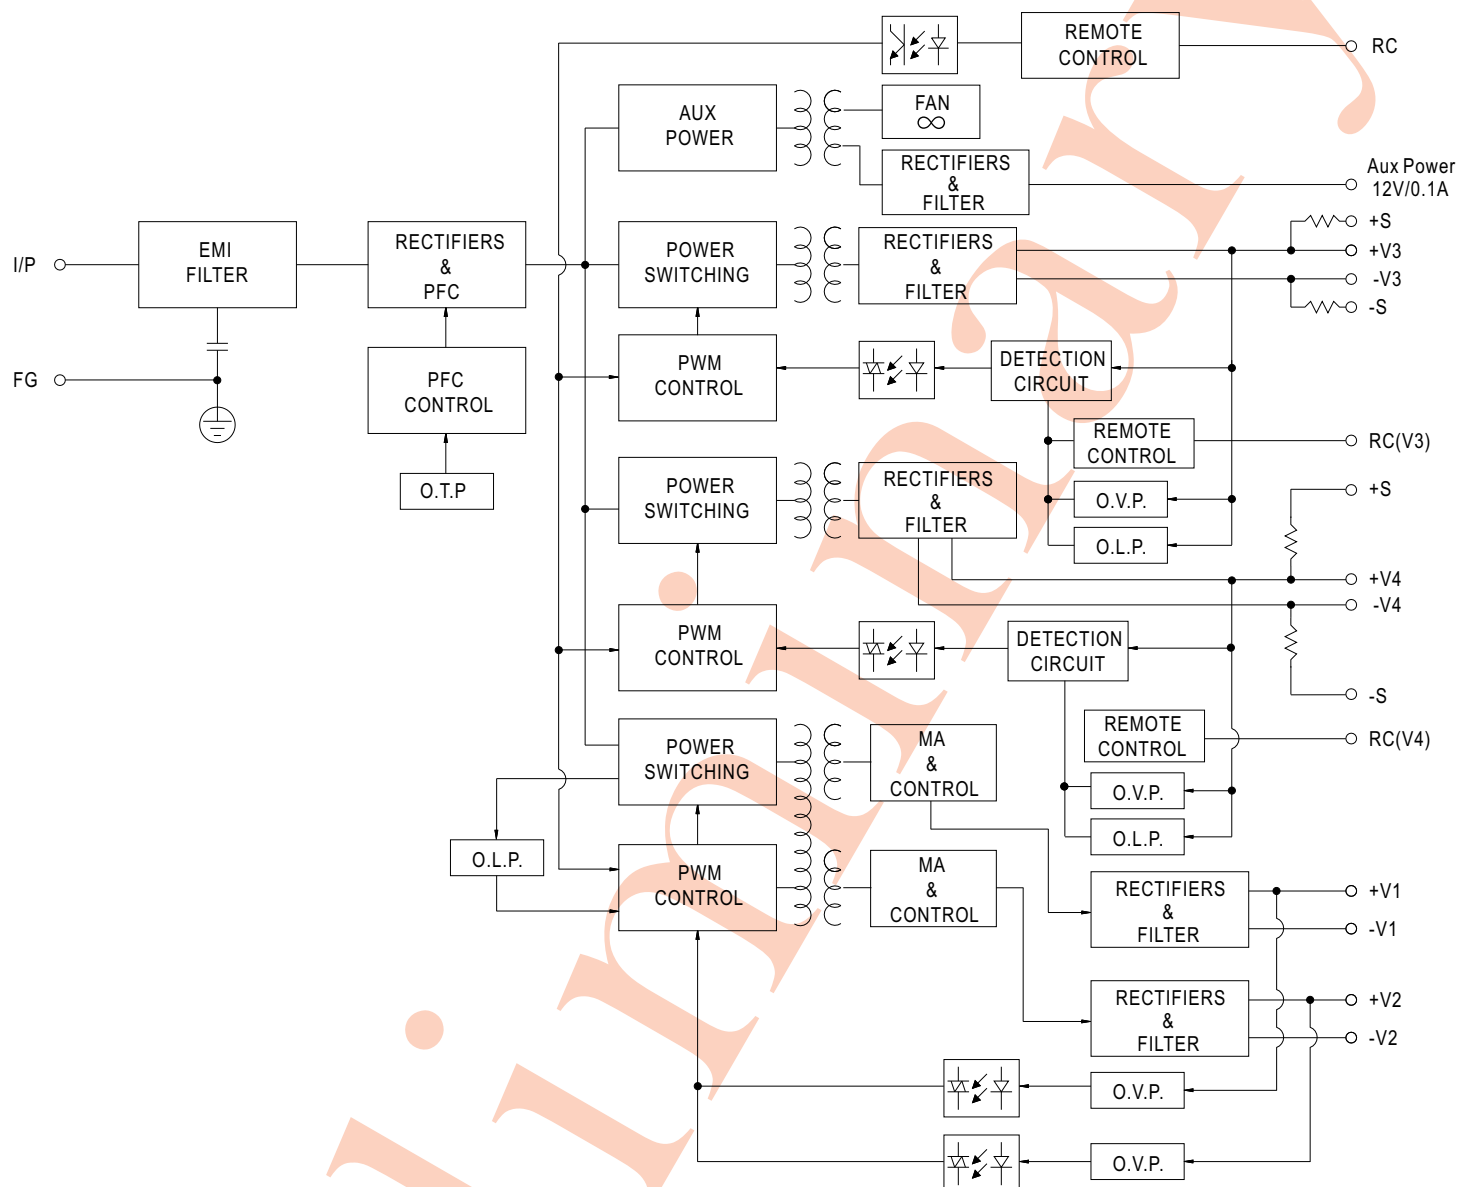 REMOTE
CONTROL
RC
AUX
POWER
FAN
RECTIFIERS
&
FILTER
Aux Power
12V/0.1A
I/P
EMI
FILTER
RECTIFIERS
&
PFC
POWER
SWITCHING
RECTIFIERS
&
FILTER
+S
+V3
-V3
-S
FG
PFC
CONTROL
PWM
CONTROL
DETECTION
CIRCUIT
O.T.P
REMOTE
CONTROL
RC(V3)
POWER
SWITCHING
RECTIFIERS
&
FILTER
O.V.P.
O.L.P.
+S
+V4
-V4
-S
PWM
CONTROL
DETECTION
CIRCUIT
REMOTE
CONTROL
RC(V4)
POWER
SWITCHING
MA
&
CONTROL
O.V.P.
O.L.P.
O.L.P.
PWM
CONTROL
MA
&
CONTROL
RECTIFIERS
&
FILTER
+V1
-V1
RECTIFIERS
&
FILTER
+V2
-V2
O.V.P.
O.V.P.
liminary